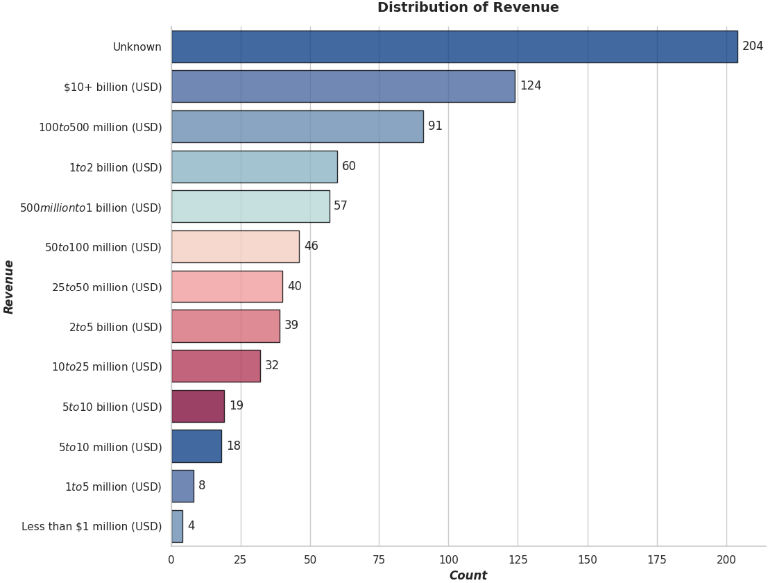 Distribution of Revenue
Unknown 204
$10+ billion (USD) 124
100to500 million (USD) 91
1to2 billion (USD) 60
500millionto1 billion (USD) 57
50to100 million (USD) 46
25to50 million (USD) 40
2to5 billion (USD) 39
10to25 million (USD) 32
5to10 billion (USD) 19
5to10 million (USD) 18
1to5 million (USD) 8
Less than $1 million (USD) 4
Revenue
0 25 50 75 100 125 150 175 200
Count